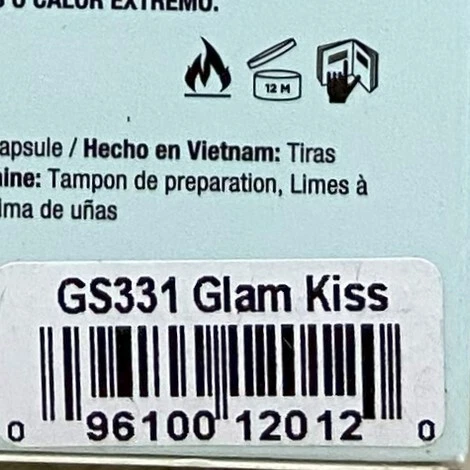 O CALOR EXTREMO.
12 M
apsule / Hecho en Vietnam: Tiras
ine: Tampon de preparation, Limes à
lma de uñas
GS331 Glam Kiss
0 96100 12012 0